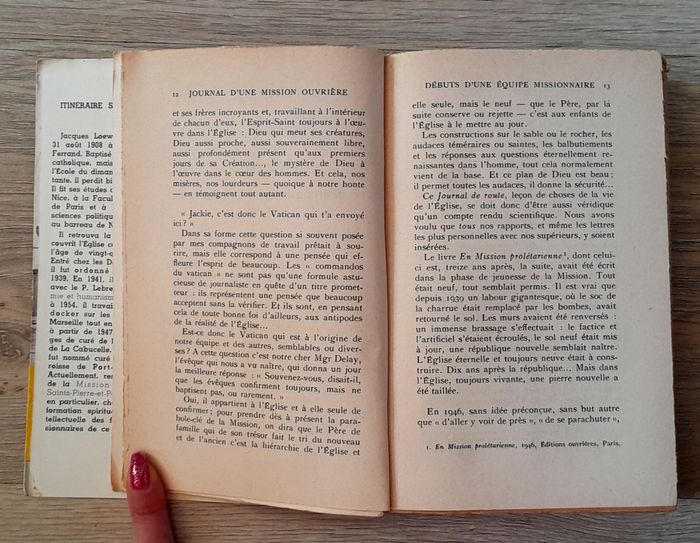 ITINÉRAIRE S
Jacques Loew
31 août 1908 à
Ferrand. Baptisé
catholique, mais
l'École du diman
tante, il perdit bi
Il fit ses études
Nice, à la Facul
de Paris et à
sciences politiqu
au barreau de N
Il retrouva la
couvrit l'Église c
l'âge de vingt-q
Entré chez les D
il fut ordonné
1939. En 1941, il
le P. Lebre
mie et humanism
à 1954. Il travai
docker sur les
Marseille tout en
à partir de 1947
ges de curé de l
de La Cabucelle.
fut nommé curé
roisse de Port-
Actuellement, res
de la Mission
Saints-Pierre-et-P
en particulier, ch
formation spiritu
tellectuelle des f
sionnaires de ce
12 JOURNAL D'UNE MISSION OUVRIÈRE
et ses frères incroyants et, travaillant à l'intérieur
de chacun d'eux, l'Esprit-Saint toujours à l'œu-
vre dans l'Église : Dieu qui meut ses créatures,
Dieu aussi proche, aussi souverainement libre,
aussi profondément présent qu'aux premiers
jours de sa Création..., le mystère de Dieu
à l'œuvre dans le cœur des hommes. Et cela, nos
misères, nos lourdeurs — quoique à notre honte
— en témoignent tout autant.
« Jackie, c'est donc le Vatican qui t'a envoyé
ici? »
Dans sa forme cette question si souvent posée
par mes compagnons de travail prêtait à sou-
rire, mais elle correspond à une pensée qui ef-
fleure l'esprit de beaucoup. Les « commandos
du vatican » ne sont pas qu'une formule astu-
cieuse de journaliste en quête d'un titre promet-
teur : ils représentent une pensée que beaucoup
acceptent sans la vérifier. Et ils sont, en pensant
cela de toute bonne foi d'ailleurs, aux antipodes
de la réalité de l'Église...
Est-ce donc le Vatican qui est à l'origine de
notre équipe et des autres, semblables ou diver-
ses? A cette question c'est notre cher Mgr Delay,
l'évêque qui nous a vu naître, qui donna un jour
la meilleure réponse : « Souvenez-vous, disait-il,
que les évêques confirment toujours, mais ne
baptisent pas, ou rarement. »
Oui, il appartient à l'Église et à elle seule de
confirmer; pour prendre dès à présent la para-
bole-clé de la Mission, on dira que le Père de
famille qui de son trésor fait le tri du nouveau
et de l'ancien c'est la hiérarchie de l'Église et
DÉBUTS D'UNE ÉQUIPE MISSIONNAIRE 13
elle seule, mais le neuf — que le Père, par là
suite conserve ou rejette — c'est aux enfants
de l'Église à le mettre au jour.
Les constructions sur le sable ou le rocher, les
audaces téméraires ou saintes, les balbutiements
et les réponses aux questions éternellement re-
naissantes dans l'homme, tout cela normalement
vient de la base. Et ce plan de Dieu est beau;
il permet toutes les audaces, il donne la sécurité...
Ce Journal de route, leçon de choses de la vie
de l'Église, se doit donc d'être aussi véridique
qu'un compte rendu scientifique. Nous avons
voulu que tous nos rapports, et même les lettres
les plus personnelles avec nos supérieurs, y soient
insérées.
Le livre En Mission prolétarienne¹, dont celui-
ci est, treize ans après, la suite, avait été écrit
dans la phase de jeunesse de la Mission. Tout
était neuf, tout semblait permis. Il est vrai que
depuis 1939 un labour gigantesque, où le soc de
la charrue était remplacé par les bombes, avait
retourné le sol. Les murs avaient été renversés :
un immense brassage s'effectuait : le factice et
l'artificiel s'étaient écroulés, le sol neuf était mis
à jour, une république nouvelle semblait naître.
L'Église éternelle et toujours neuve était à cons-
truire. Dix ans après la république... Mais dans
l'Église, toujours vivante, une pierre nouvelle a
été taillée.
En 1946, sans idée préconçue, sans but autre
que « d'aller y voir de près », « de se parachuter »,
1. En Mission prolétarienne, 1946, Éditions ouvrières, Paris.